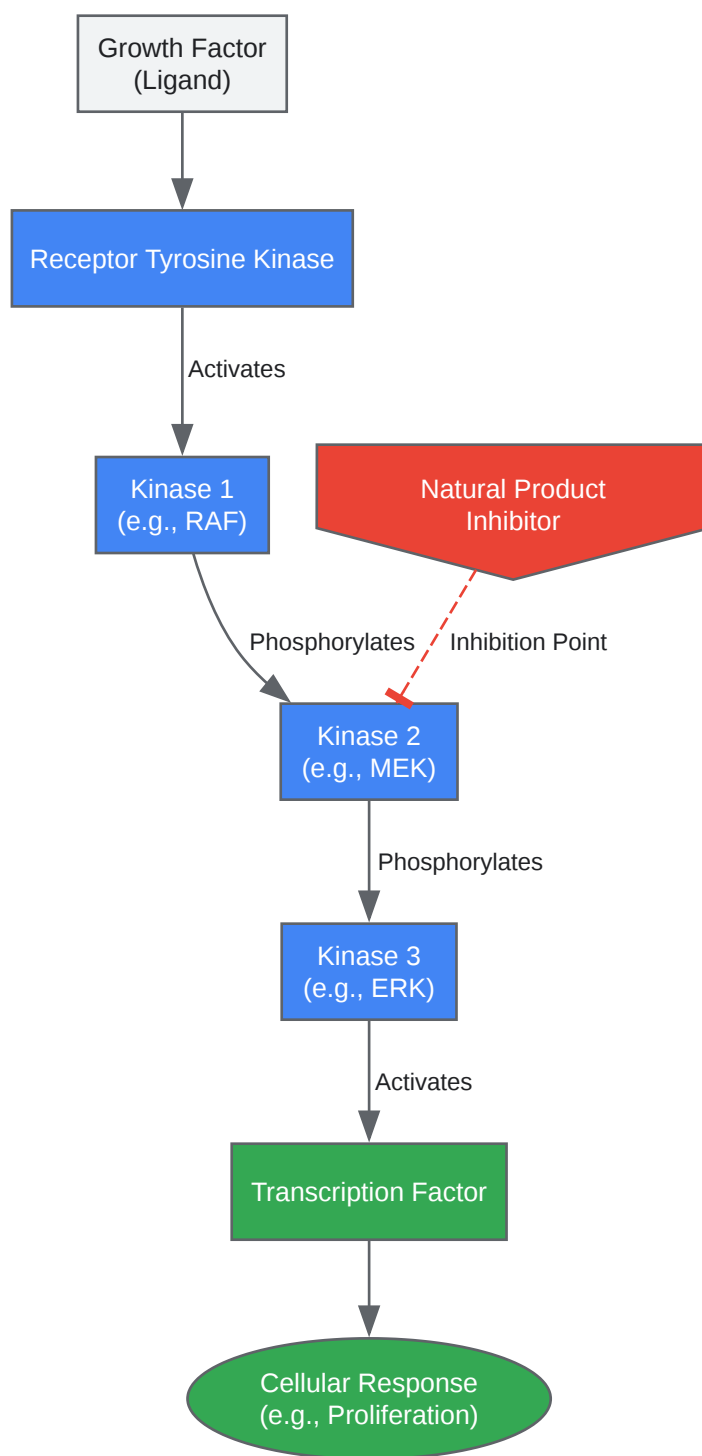 Growth Factor
(Ligand)
Receptor Tyrosine Kinase
Activates
Kinase 1
(e.g., RAF)
Natural Product
Inhibitor
Phosphorylates
Inhibition Point
Kinase 2
(e.g., MEK)
Phosphorylates
Kinase 3
(e.g., ERK)
Activates
Transcription Factor
Cellular Response
(e.g., Proliferation)